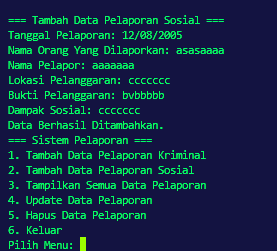 === Tambah Data Pelaporan Sosial ===
Tanggal Pelaporan: 12/08/2005
Nama Orang Yang Dilaporkan: asasaaaa
Nama Pelapor: aaaaaaa
Lokasi Pelanggaran: ccccccc
Bukti Pelanggaran: bvbbbbb
Dampak Sosial: ccccccc
Data Berhasil Ditambahkan.
=== Sistem Pelaporan ===
1. Tambah Data Pelaporan Kriminal
2. Tambah Data Pelaporan Sosial
3. Tampilkan Semua Data Pelaporan
4. Update Data Pelaporan
5. Hapus Data Pelaporan
6. Keluar
Pilih Menu: